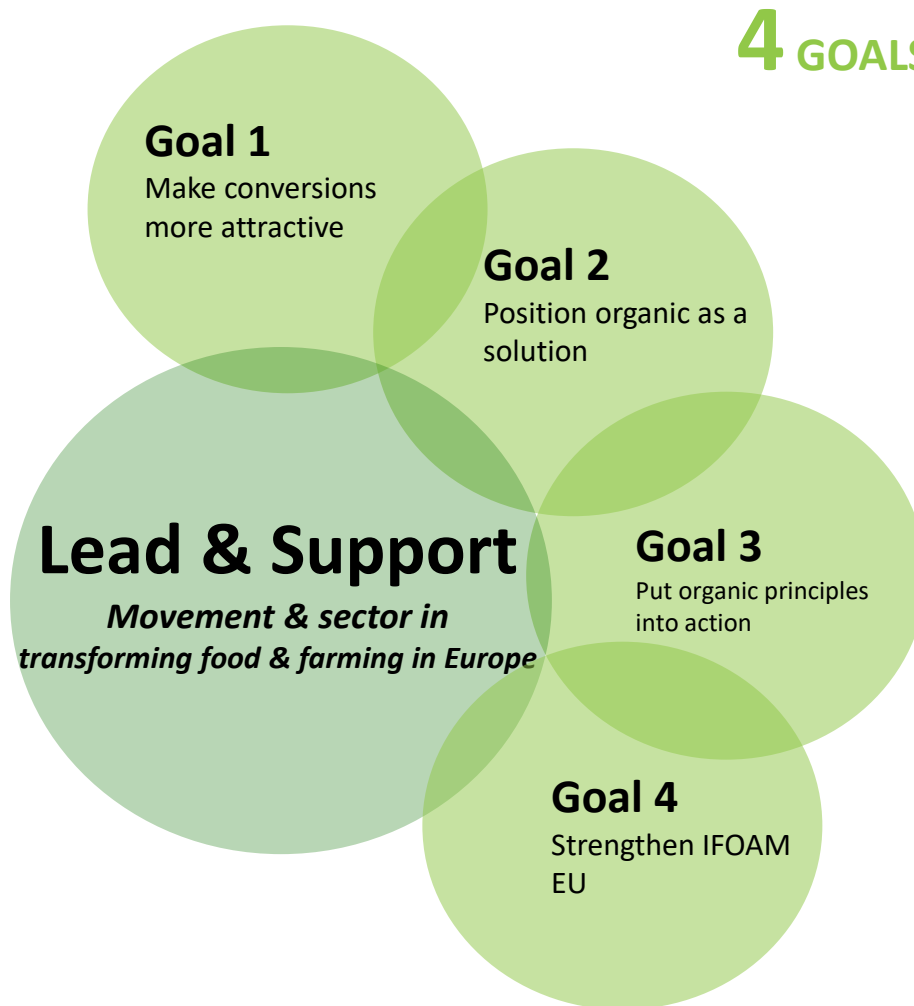 4 GOALS
Goal 1
Make conversions
more attractive
Goal 2
Position organic as a
solution
Lead & Support
Movement & sector in
transforming food & farming in Europe
Goal 3
Put organic principles
into action
Goal 4
Strengthen IFOAM
EU